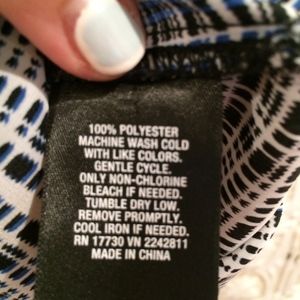 100% POLYESTER
MACHINE WASH COLD
WITH LIKE COLORS.
GENTLE CYCLE.
ONLY NON-CHLORINE
BLEACH IF NEEDED.
TUMBLE DRY LOW.
REMOVE PROMPTLY.
COOL IRON IF NEEDED.
RN 17730 VN 2242811
MADE IN CHINA